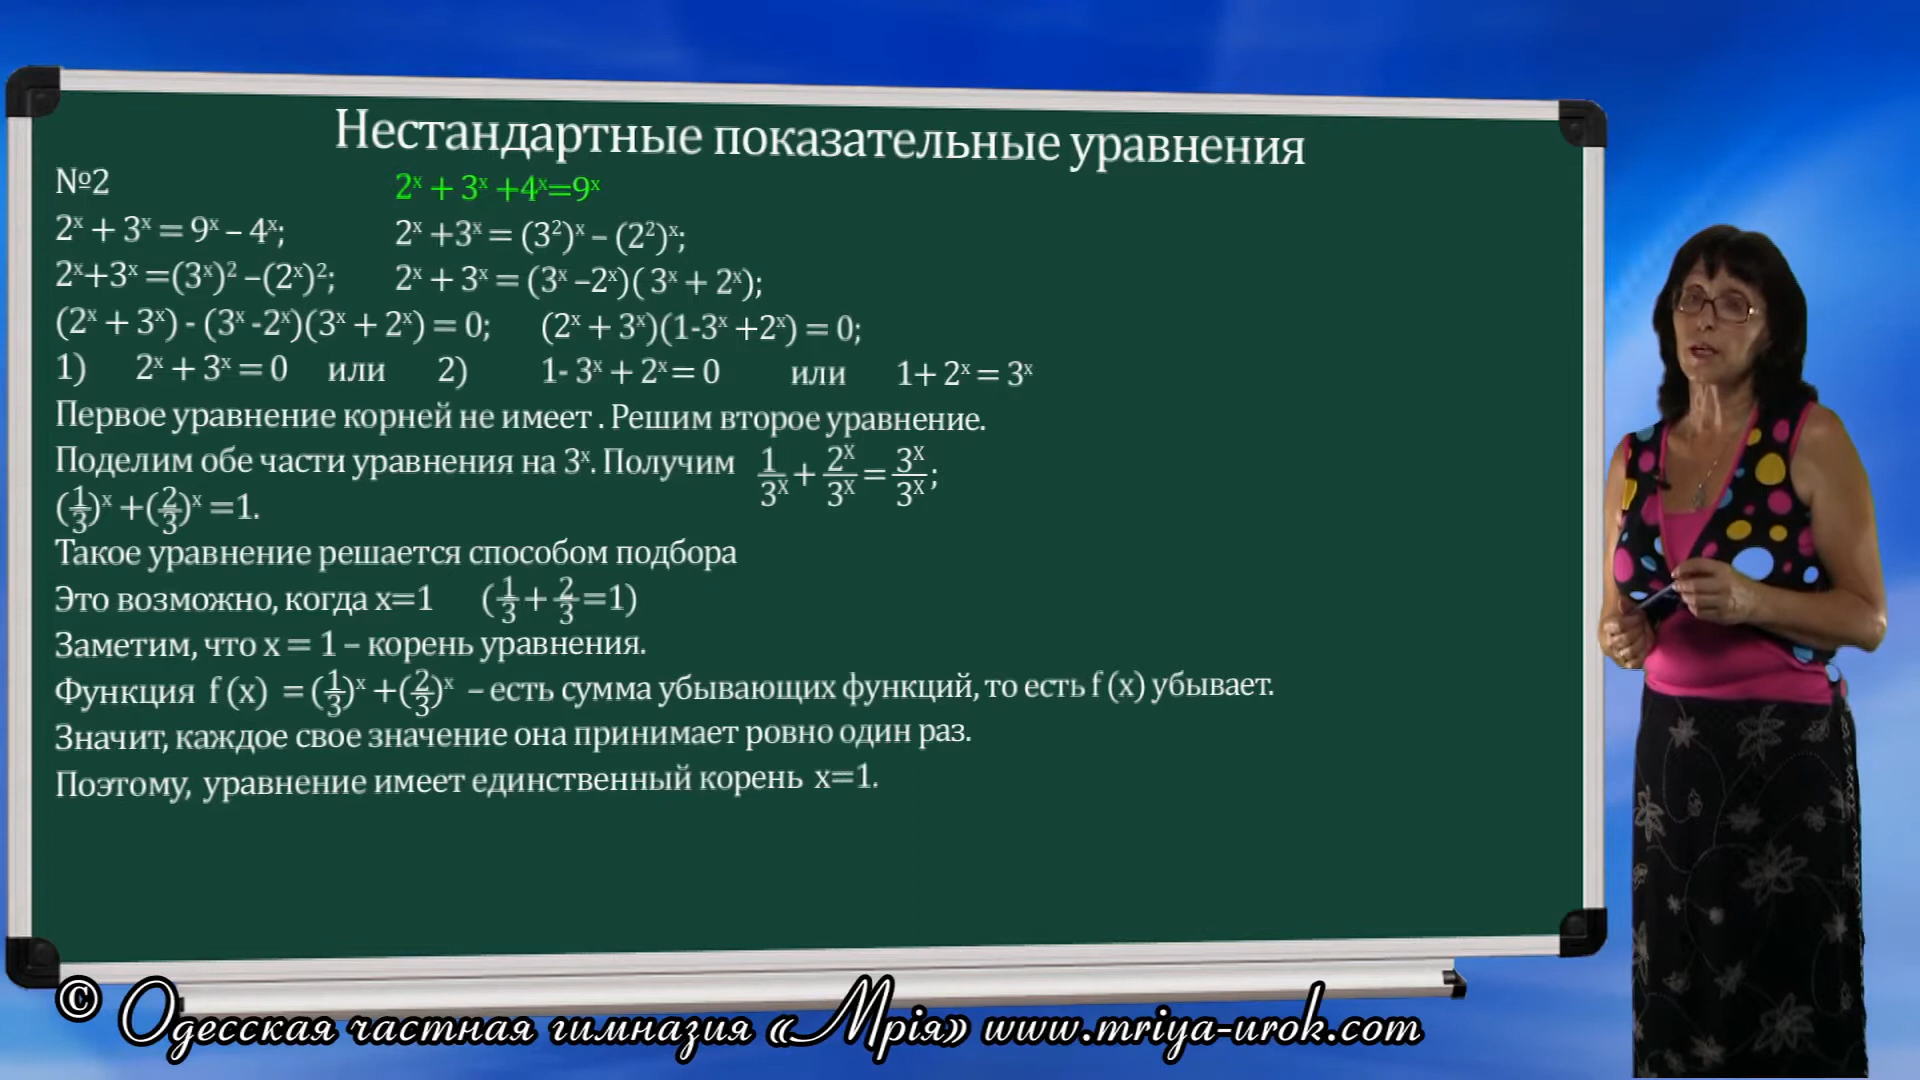 Нестандартные показательные уравнения
№2 2ˣ + 3ˣ +4ˣ=9ˣ
2ˣ + 3ˣ = 9ˣ – 4ˣ; 2ˣ +3ˣ = (3²)ˣ – (2²)ˣ;
2ˣ+3ˣ =(3ˣ)² –(2ˣ)²; 2ˣ + 3ˣ = (3ˣ –2ˣ)( 3ˣ + 2ˣ);
(2ˣ + 3ˣ) - (3ˣ -2ˣ)(3ˣ + 2ˣ) = 0; (2ˣ + 3ˣ)(1-3ˣ +2ˣ) = 0;
1) 2ˣ + 3ˣ = 0 или 2) 1- 3ˣ + 2ˣ = 0 или 1+ 2ˣ = 3ˣ
Первое уравнение корней не имеет . Решим второе уравнение.
Поделим обе части уравнения на 3ˣ. Получим 1/3ˣ + 2ˣ/3ˣ = 3ˣ/3ˣ ;
(1/3)ˣ +(2/3)ˣ =1.
Такое уравнение решается способом подбора
Это возможно, когда x=1 (1/3 + 2/3 =1)
Заметим, что x = 1 – корень уравнения.
Функция f (x) = (1/3)ˣ +(2/3)ˣ – есть сумма убывающих функций, то есть f (x) убывает.
Значит, каждое свое значение она принимает ровно один раз.
Поэтому, уравнение имеет единственный корень x=1.
© Одесская частная гимназия «Мрія» www.mriya-urok.com